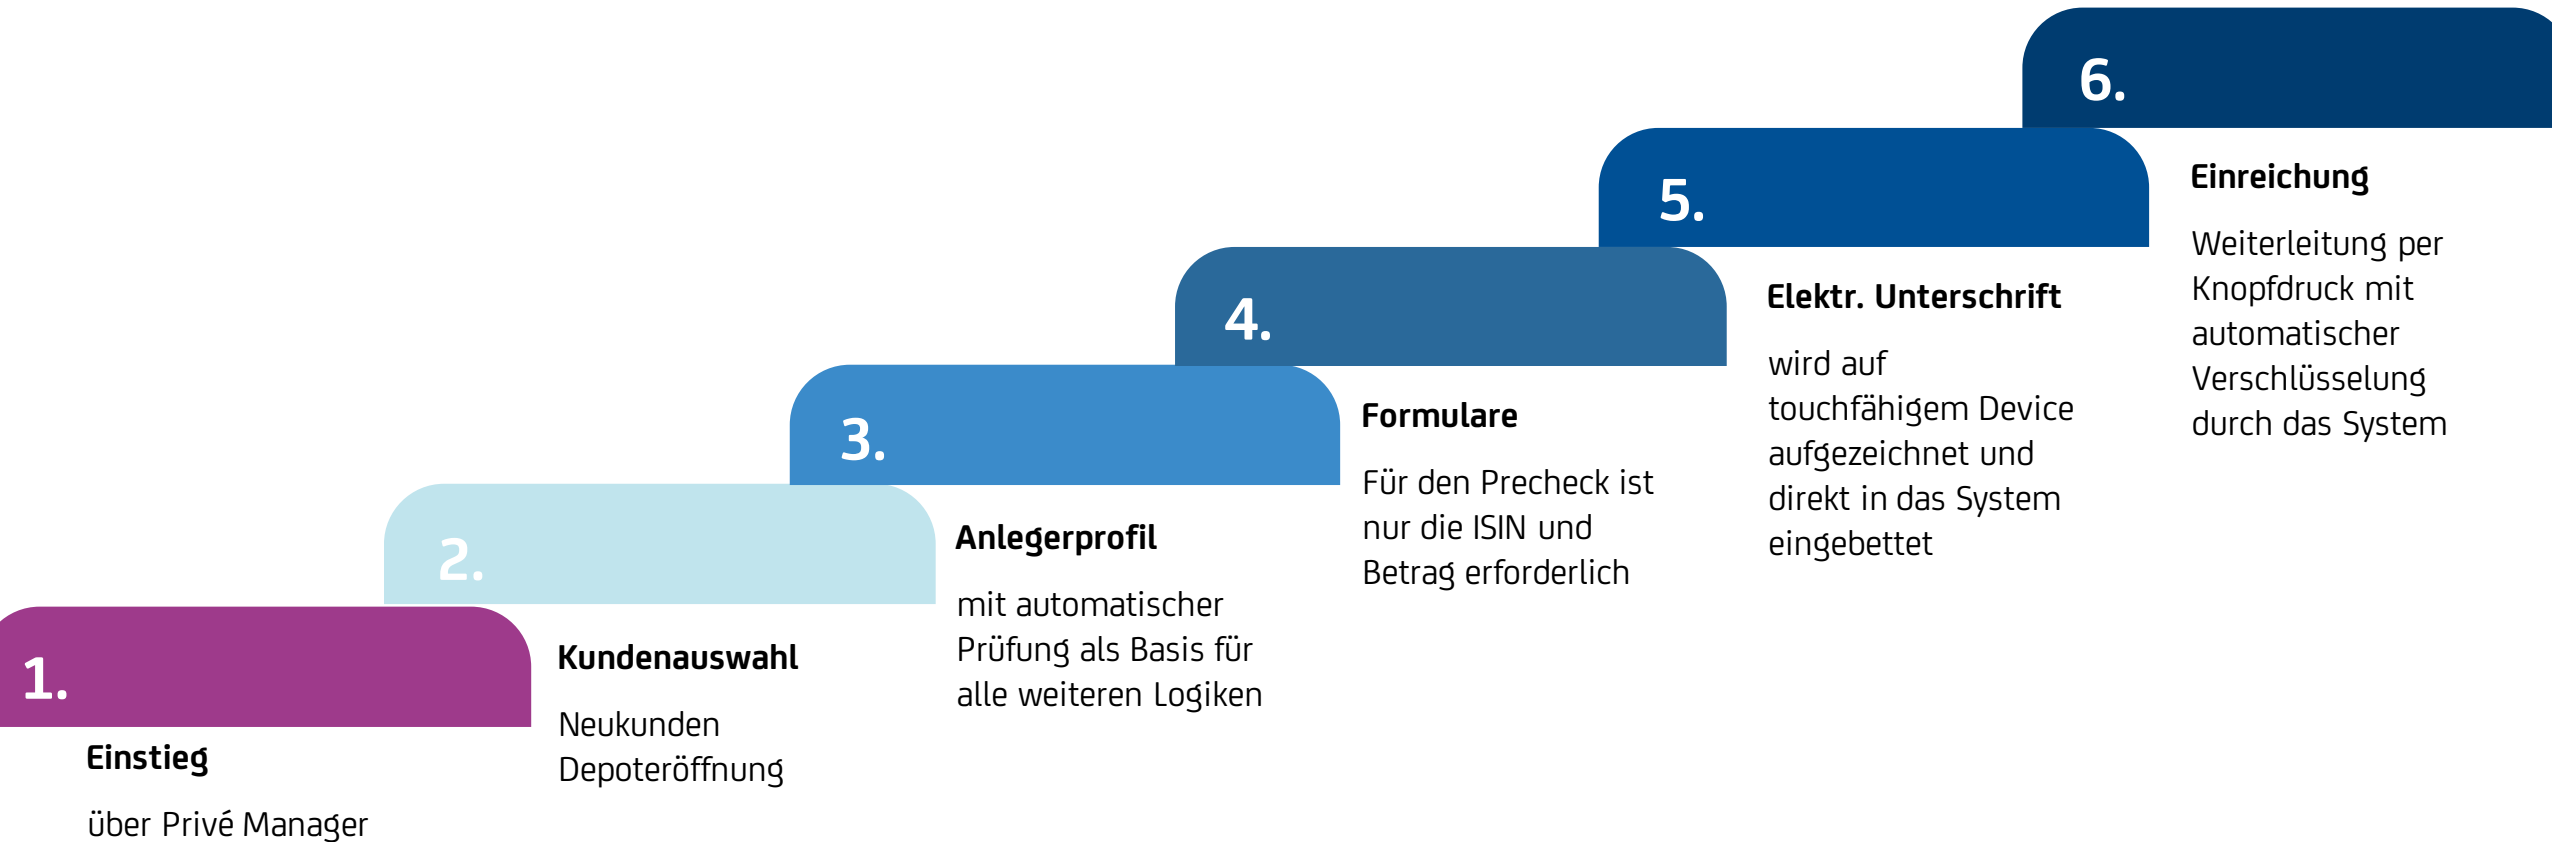 1.
Einstieg
über Privé Manager
2.
Kundenauswahl
Neukunden
Depoteröffnung
3.
Anlegerprofil
mit automatischer
Prüfung als Basis für
alle weiteren Logiken
4.
Formulare
Für den Precheck ist
nur die ISIN und
Betrag erforderlich
5.
Elektr. Unterschrift
wird auf
touchfähigem Device
aufgezeichnet und
direkt in das System
eingebettet
6.
Einreichung
Weiterleitung per
Knopfdruck mit
automatischer
Verschlüsselung
durch das System